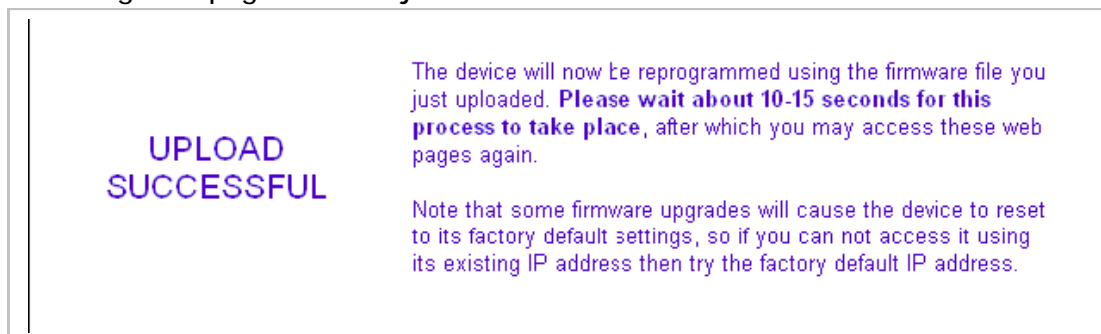 The device will now be reprogrammed using the firmware file you
just uploaded. Please wait about 10-15 seconds for this
process to take place, after which you may access these web
pages again.
UPLOAD
SUCCESSFUL
Note that some firmware upgrades will cause the device to reset
to its factory default settings, so if you can not access it using
its existing IP address then try the factory default IP address.